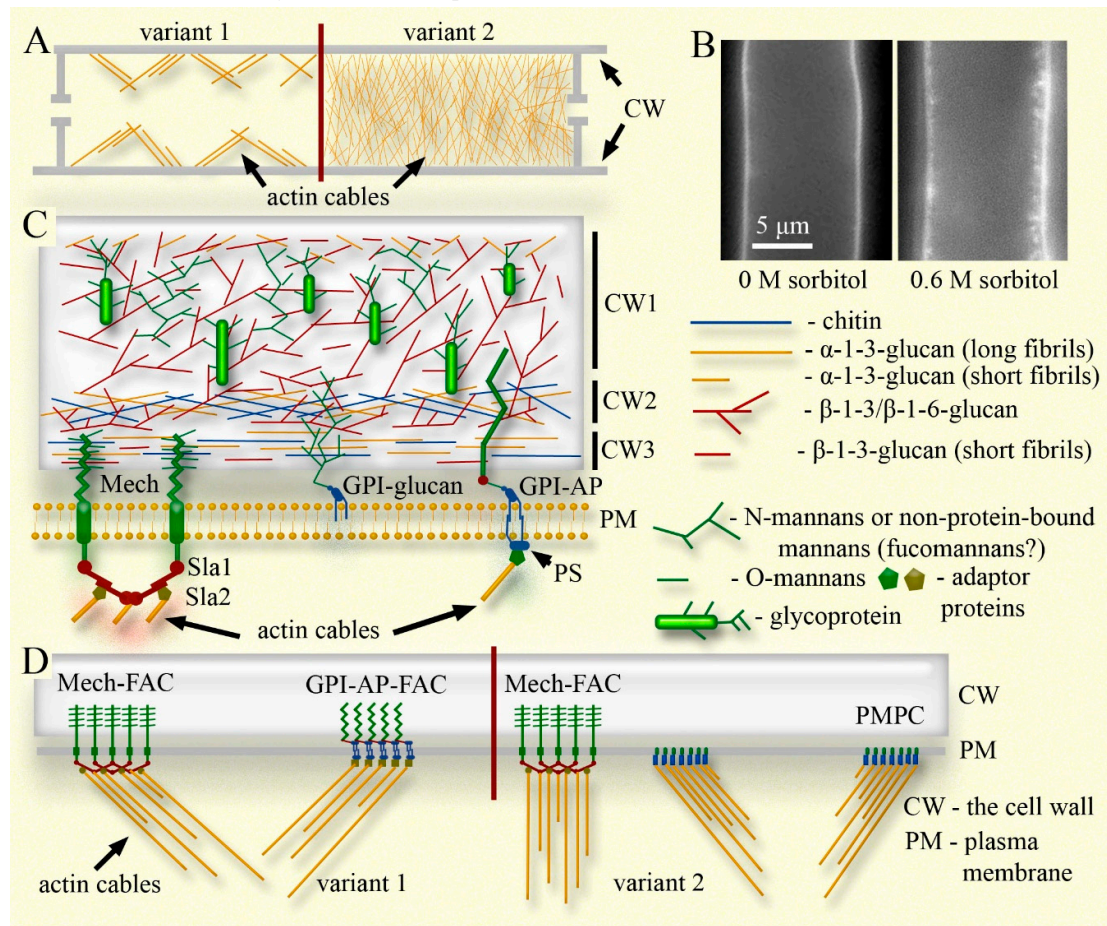 A
variant 1
variant 2
CW
actin cables
B
5 μm
0 M sorbitol
0.6 M sorbitol
C
CW1
CW2
CW3
Mech
GPI-glucan
GPI-AP
PM
Sla1
Sla2
PS
actin cables
- chitin
- α-1-3-glucan (long fibrils)
- α-1-3-glucan (short fibrils)
- β-1-3/β-1-6-glucan
- β-1-3-glucan (short fibrils)
- N-mannans or non-protein-bound
mannans (fucomannans?)
- O-mannans
- adaptor
proteins
- glycoprotein
D
Mech-FAC
GPI-AP-FAC
Mech-FAC
PMPC
CW
PM
actin cables
variant 1
variant 2
CW - the cell wall
PM - plasma
membrane